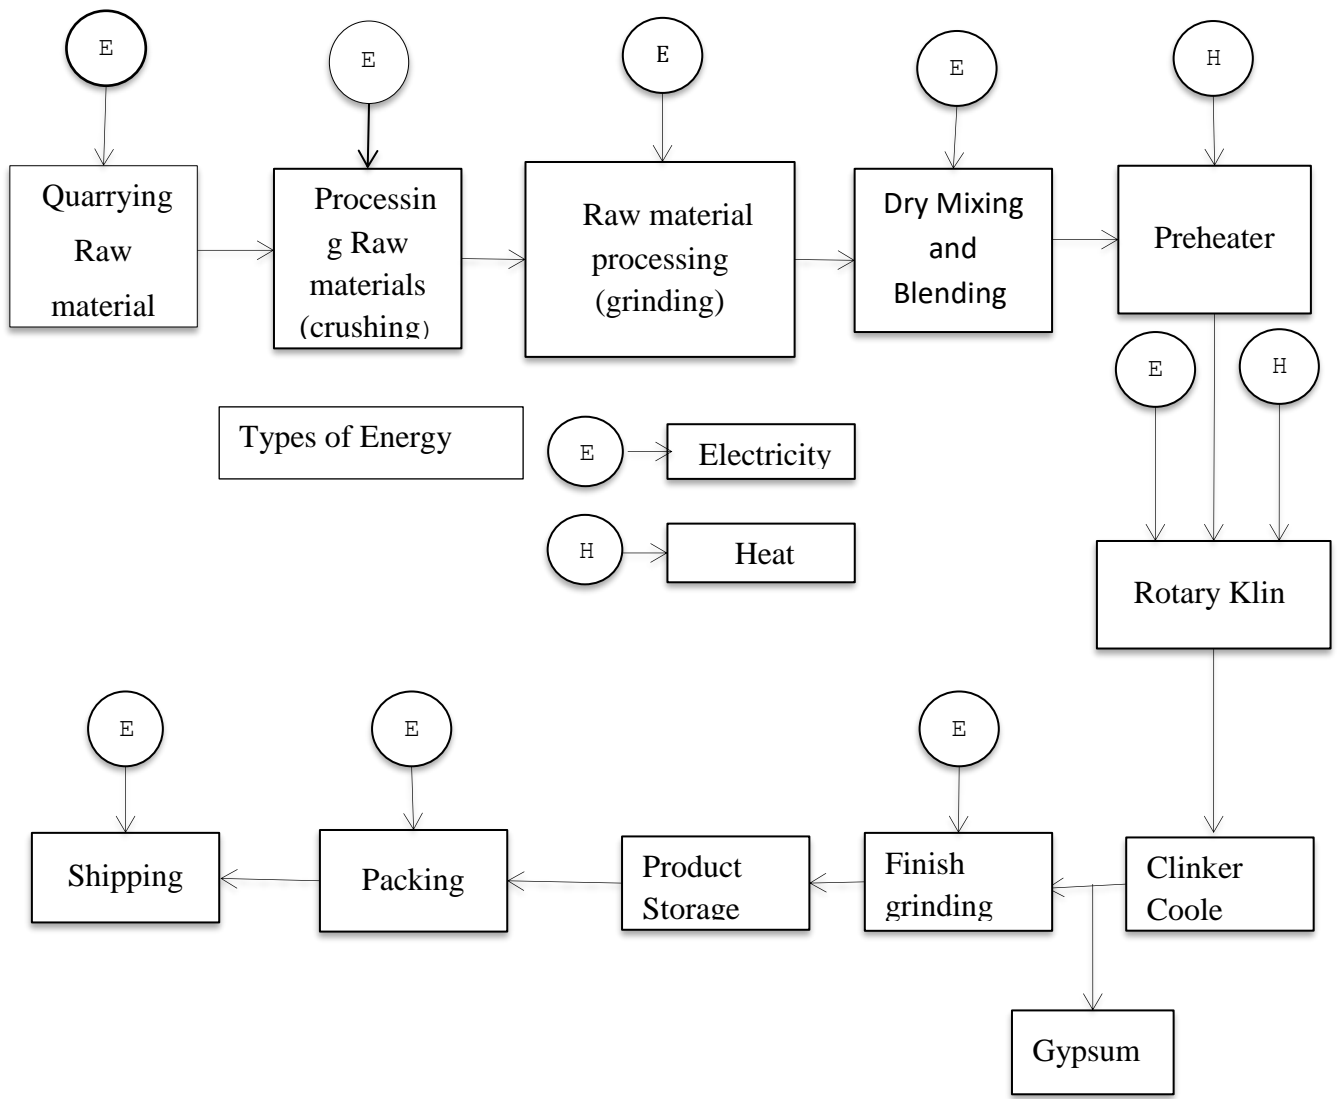 E
E
E
E
H
Quarrying
Raw
material
Processin
g Raw
materials
(crushing)
Raw material
processing
(grinding)
Dry Mixing
and
Blending
Preheater
E
H
Types of Energy
E
Electricity
H
Heat
Rotary Klin
E
E
E
Shipping
Packing
Product
Storage
Finish
grinding
Clinker
Coole
Gypsum